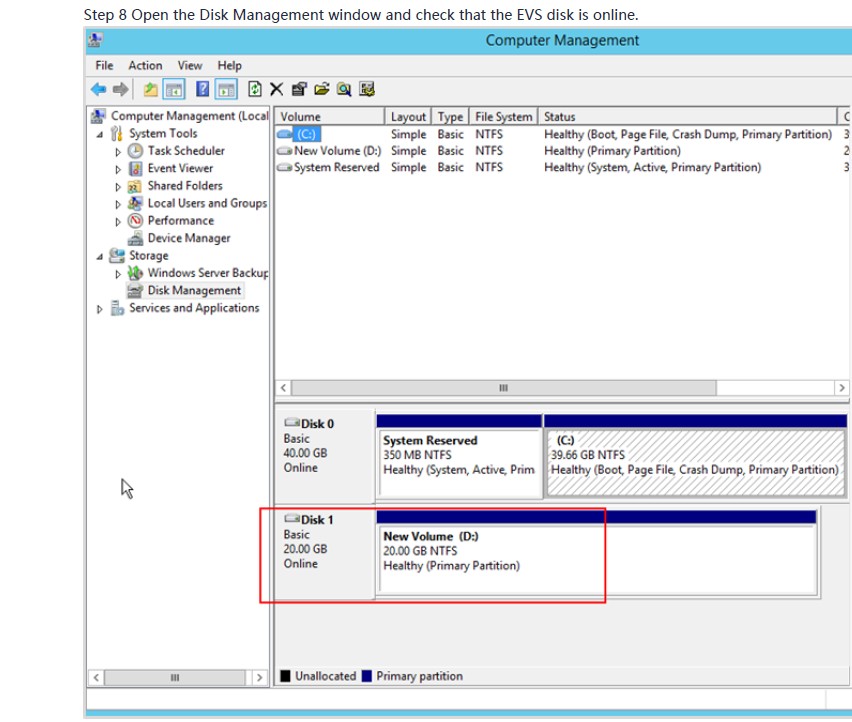 Step 8 Open the Disk Management window and check that the EVS disk is online.
Computer Management
File Action View Help
Computer Management (Local
System Tools
Task Scheduler
Event Viewer
Shared Folders
Local Users and Groups
Performance
Device Manager
Storage
Windows Server Backup
Disk Management
Services and Applications
Volume Layout Type File System Status C
(C:) Simple Basic NTFS Healthy (Boot, Page File, Crash Dump, Primary Partition) 3
New Volume (D:) Simple Basic NTFS Healthy (Primary Partition) 2
System Reserved Simple Basic NTFS Healthy (System, Active, Primary Partition) 3
Disk 0
Basic
40.00 GB
Online
System Reserved
350 MB NTFS
Healthy (System, Active, Prim
(C:)
39.66 GB NTFS
Healthy (Boot, Page File, Crash Dump, Primary Partition)
Disk 1
Basic
20.00 GB
Online
New Volume (D:)
20.00 GB NTFS
Healthy (Primary Partition)
Unallocated Primary partition